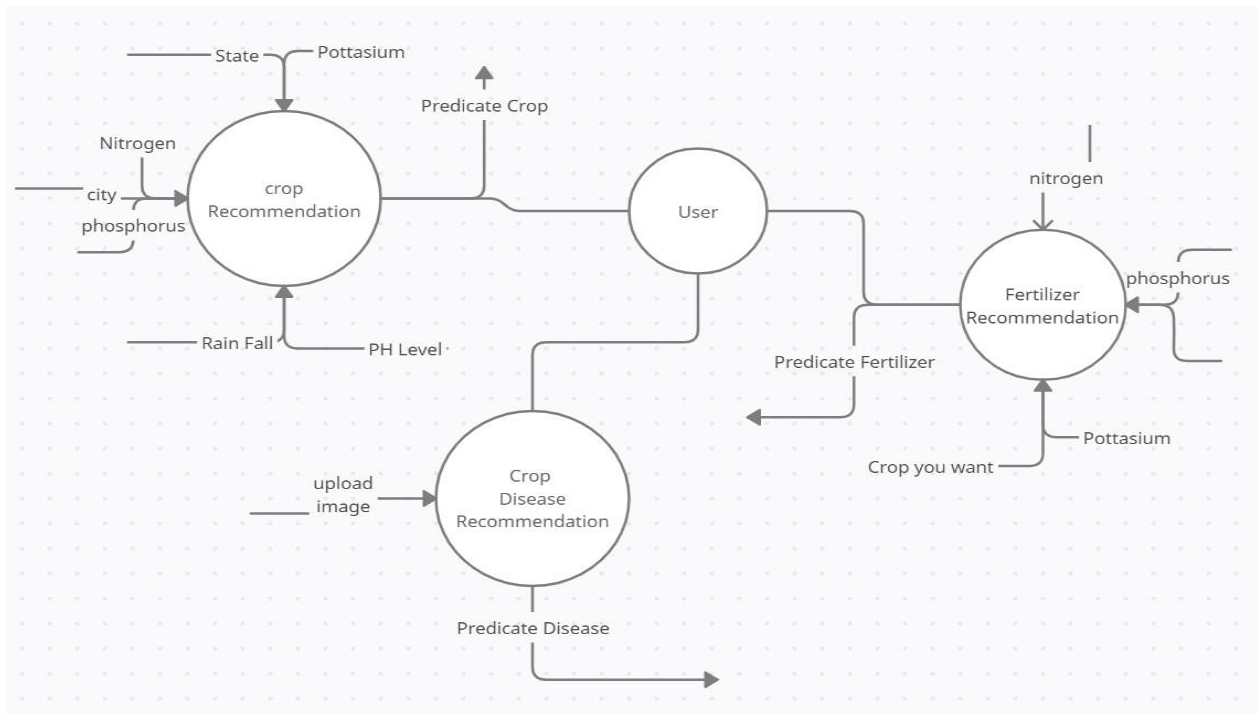 State
Pottasium
Predicate Crop
Nitrogen
city
phosphorus
crop
Recommendation
User
nitrogen
phosphorus
Fertilizer
Recommendation
Rain Fall
PH Level
Predicate Fertilizer
Pottasium
Crop you want
upload
image
Crop
Disease
Recommendation
Predicate Disease